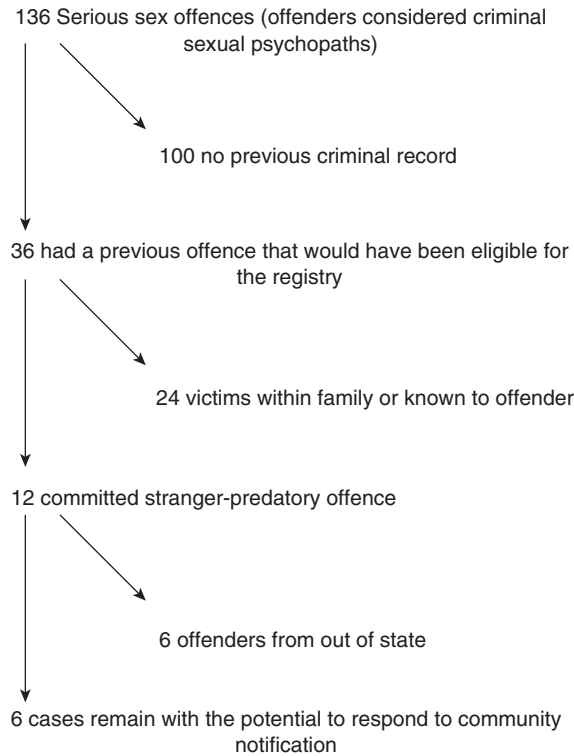 136 Serious sex offences (offenders considered criminal
sexual psychopaths)
100 no previous criminal record
36 had a previous offence that would have been eligible for
the registry
24 victims within family or known to offender
12 committed stranger-predatory offence
6 offenders from out of state
6 cases remain with the potential to respond to community
notification